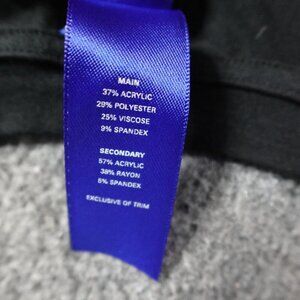 MAIN
37% ACRYLIC
29% POLYESTER
25% VISCOSE
9% SPANDEX
SECONDARY
57% ACRYLIC
38% RAYON
5% SPANDEX
EXCLUSIVE OF TRIM